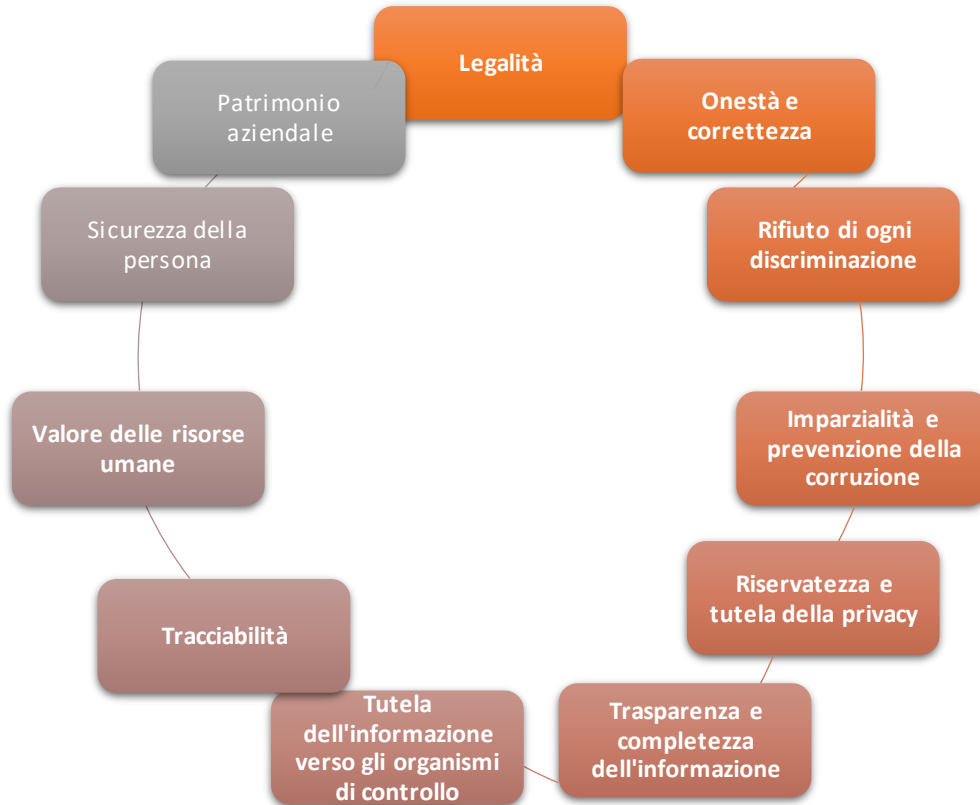 Legalità
Onestà e
correttezza
Rifiuto di ogni
discriminazione
Imparzialità e
prevenzione della
corruzione
Riservatezza e
tutela della privacy
Trasparenza e
completezza
dell'informazione
Tutela
dell'informazione
verso gli organismi
di controllo
Tracciabilità
Valore delle risorse
umane
Sicurezza della
persona
Patrimonio
aziendale